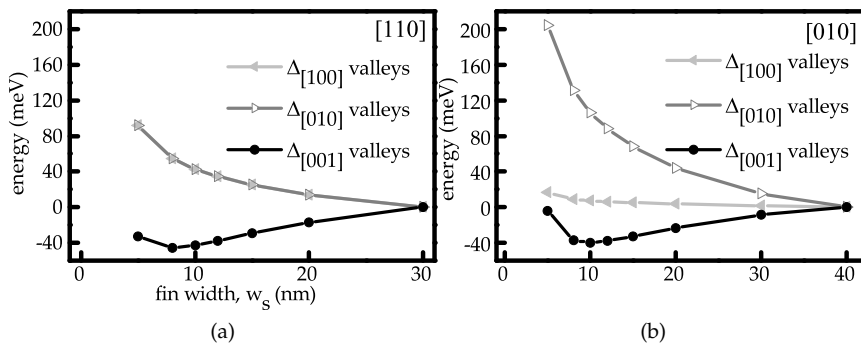 [110]
Δ[100] valleys
Δ[010] valleys
Δ[001] valleys
energy (meV)
200
160
120
80
40
0
-40
0
10
20
30
fin width, wS (nm)
(a)
[010]
Δ[100] valleys
Δ[010] valleys
Δ[001] valleys
energy (meV)
200
160
120
80
40
0
-40
0
10
20
30
40
(b)